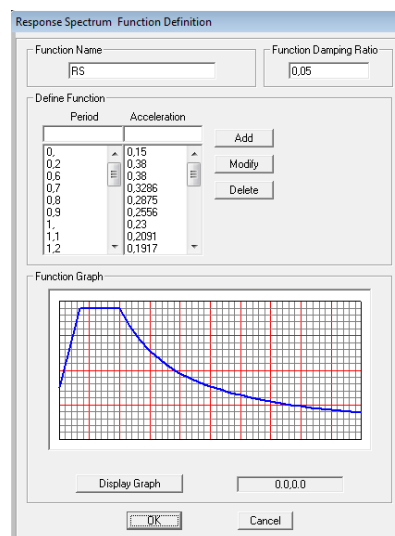 Response Spectrum Function Definition
Function Name
Function Damping Ratio
RS
0,05
Define Function
Period Acceleration
Add
0, 0,15
0,2 0,38
Modify
0,6 0,38
0,7 0,3286
Delete
0,8 0,2875
0,9 0,2556
1, 0,23
1,1 0,2091
1,2 0,1917
Function Graph
Display Graph
0.0,0.0
OK
Cancel